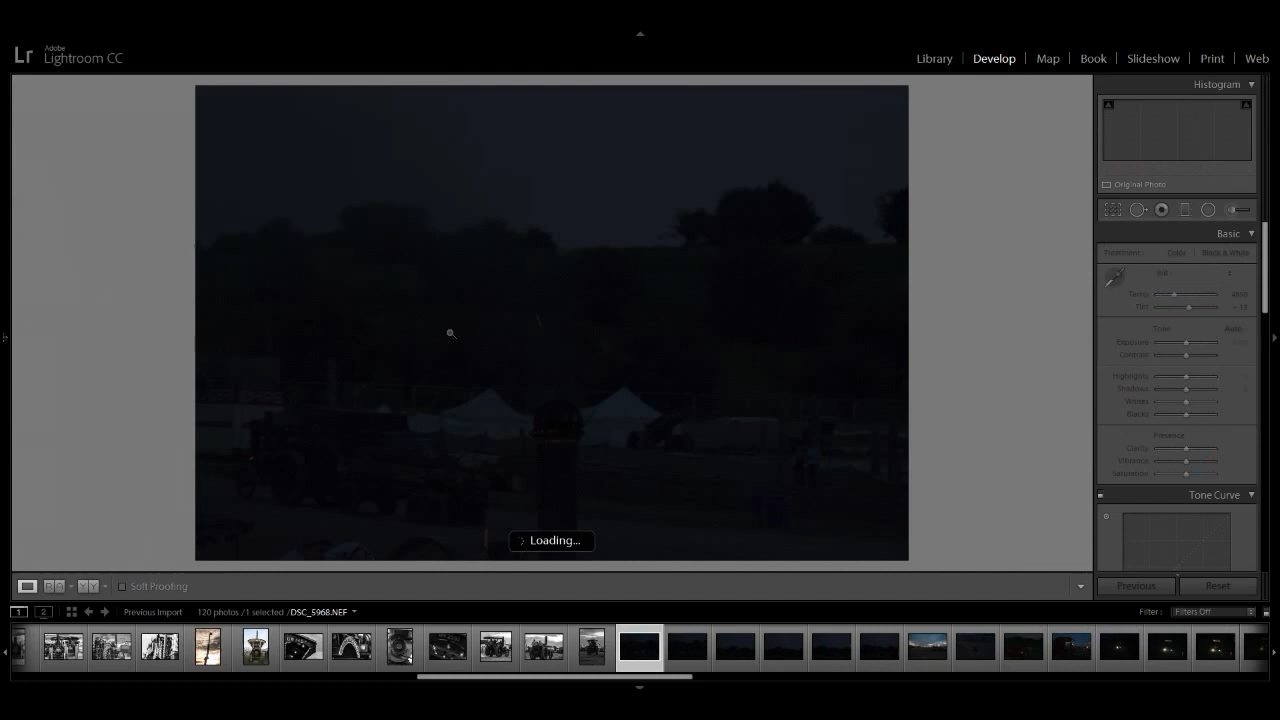 Lr Adobe
Lightroom CC
Library | Develop | Map | Book | Slideshow | Print | Web
Histogram
Original Photo
Basic
Treatment : Color | Black & White
WB :
Temp
Tint + 12
Tone Auto
Exposure
Contrast
Highlights
Shadows
Whites
Blacks
Presence
Clarity
Vibrance
Saturation
Tone Curve
Loading...
Soft Proofing
Previous Reset
1 2 Previous Import 120 photos /1 selected /DSC_5968.NEF
Filter : Filters Off